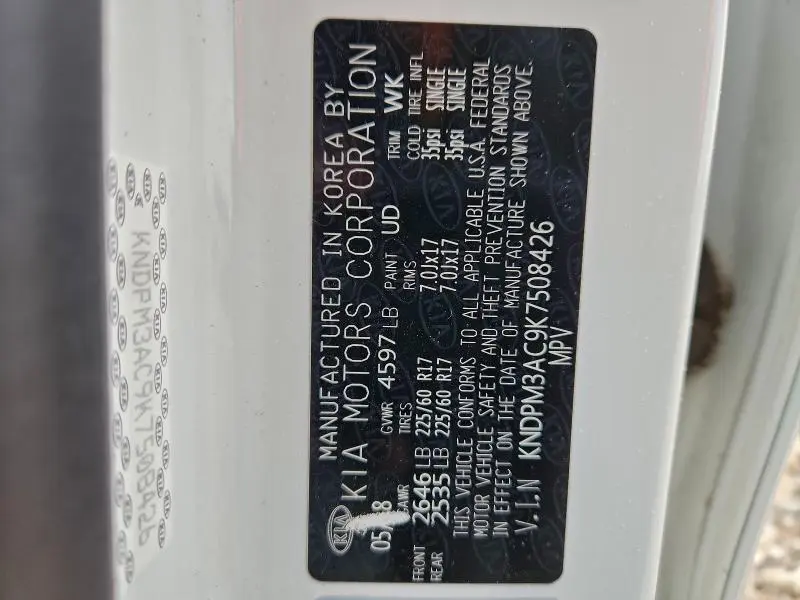 MANUFACTURED IN KOREA BY
KIA KIA MOTORS CORPORATION
GVWR 4597 LB PAINT UD TRIM WK
GAWR TIRES RIMS COLD TIRE INFL
FRONT 2646 LB 225/60 R17 7.0Jx17 35psi SINGLE
REAR 2535 LB 225/60 R17 7.0Jx17 35psi SINGLE
THIS VEHICLE CONFORMS TO ALL APPLICABLE U.S.A. FEDERAL
MOTOR VEHICLE SAFETY AND THEFT PREVENTION STANDARDS
IN EFFECT ON THE DATE OF MANUFACTURE SHOWN ABOVE.
V.I.N KNDPM3AC9K7508426
MPV
KNDPM3AC9K7508426